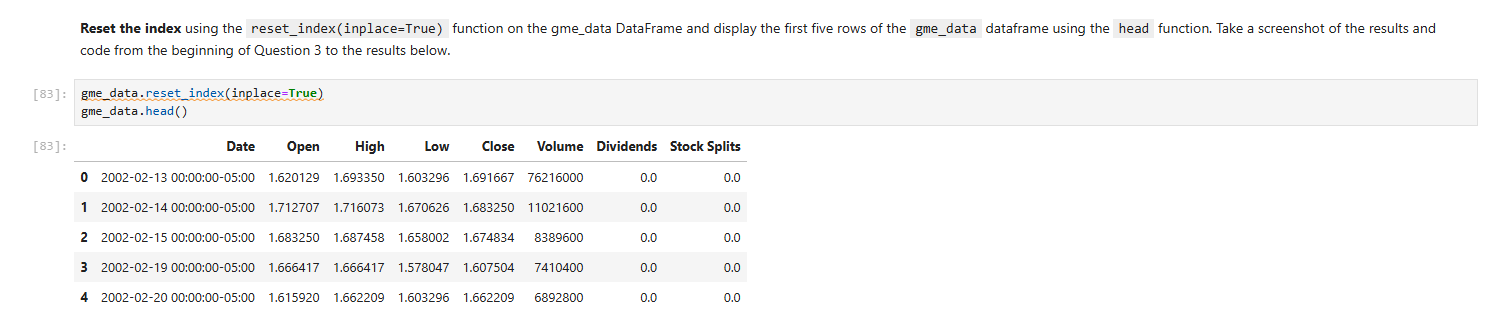 Reset the index using the reset_index(inplace=True) function on the gme_data DataFrame and display the first five rows of the gme_data dataframe using the head function. Take a screenshot of the results and
code from the beginning of Question 3 to the results below.
[83]: gme_data.reset_index(inplace=True)
gme_data.head()
[83]: Date Open High Low Close Volume Dividends Stock Splits
0 2002-02-13 00:00:00-05:00 1.620129 1.693350 1.603296 1.691667 76216000 0.0 0.0
1 2002-02-14 00:00:00-05:00 1.712707 1.716073 1.670626 1.683250 11021600 0.0 0.0
2 2002-02-15 00:00:00-05:00 1.683250 1.687458 1.658002 1.674834 8389600 0.0 0.0
3 2002-02-19 00:00:00-05:00 1.666417 1.666417 1.578047 1.607504 7410400 0.0 0.0
4 2002-02-20 00:00:00-05:00 1.615920 1.662209 1.603296 1.662209 6892800 0.0 0.0